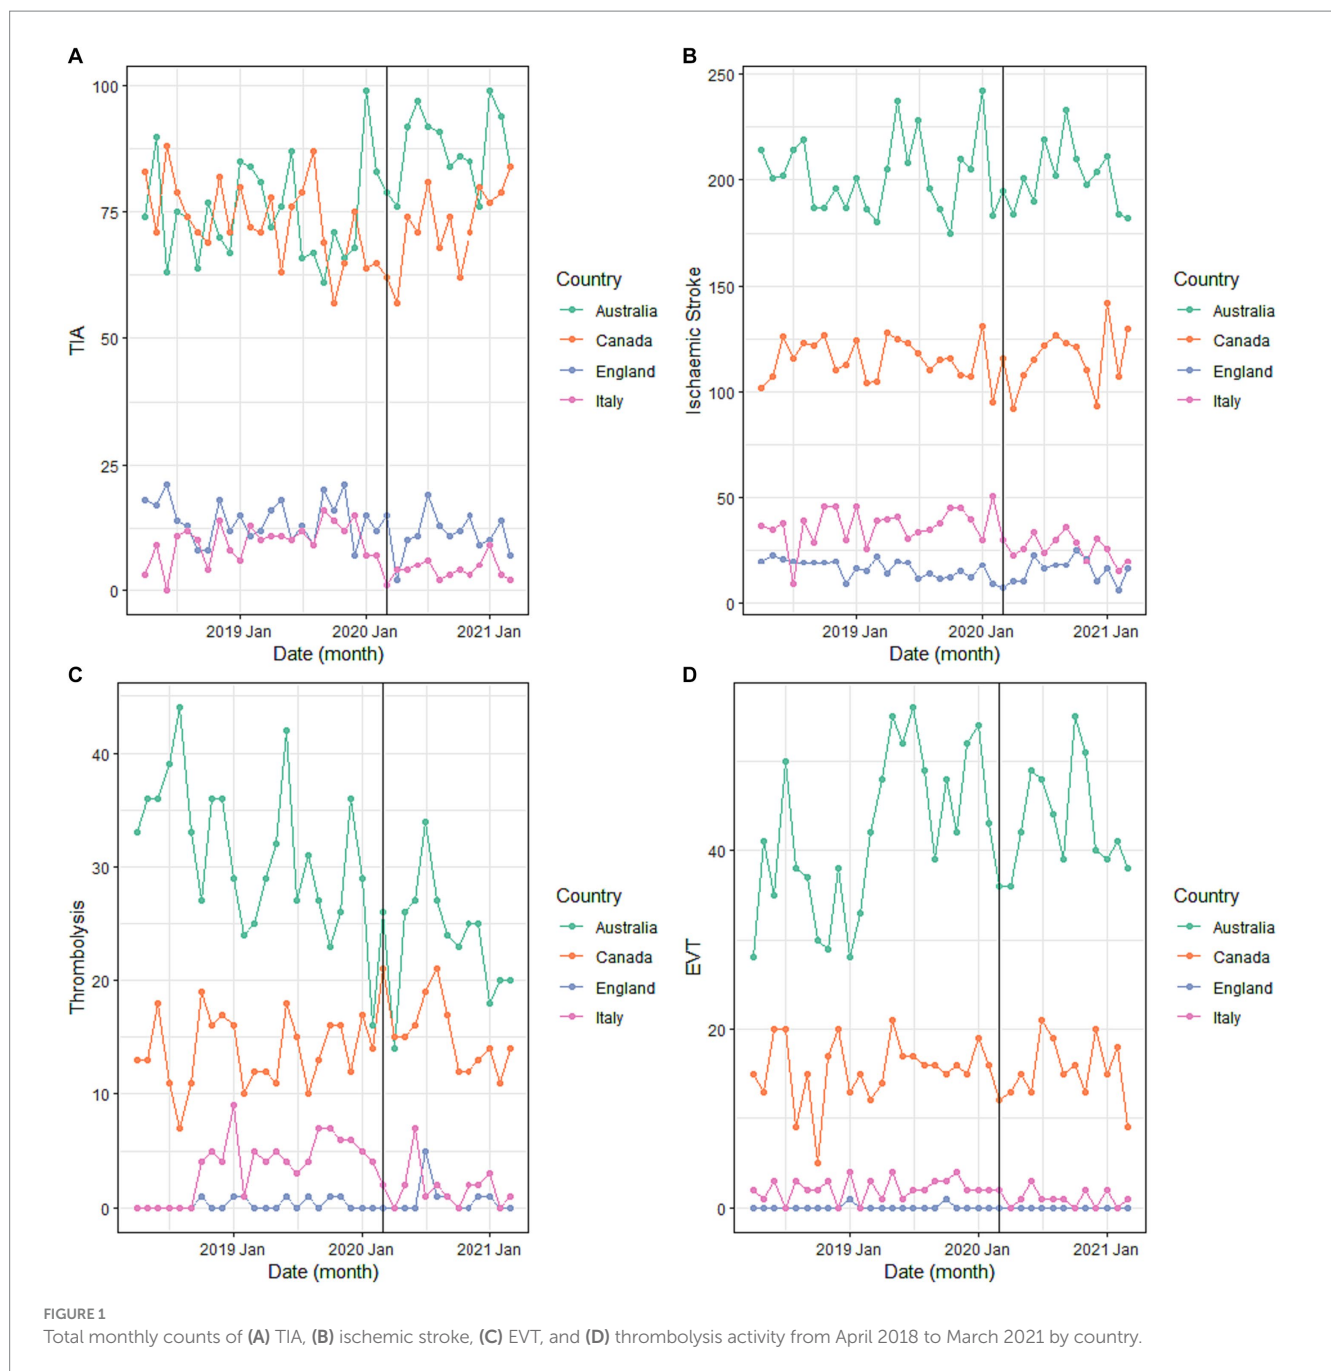 A
TIA
100
75
50
25
0
2019 Jan
2020 Jan
2021 Jan
Date (month)
Country
Australia
Canada
England
Italy
B
Ischaemic Stroke
250
200
150
100
50
0
2019 Jan
2020 Jan
2021 Jan
Date (month)
Country
Australia
Canada
England
Italy
C
Thrombolysis
40
30
20
10
0
2019 Jan
2020 Jan
2021 Jan
Date (month)
Country
Australia
Canada
England
Italy
D
EVT
40
20
0
2019 Jan
2020 Jan
2021 Jan
Date (month)
Country
Australia
Canada
England
Italy
FIGURE 1
Total monthly counts of (A) TIA, (B) ischemic stroke, (C) EVT, and (D) thrombolysis activity from April 2018 to March 2021 by country.